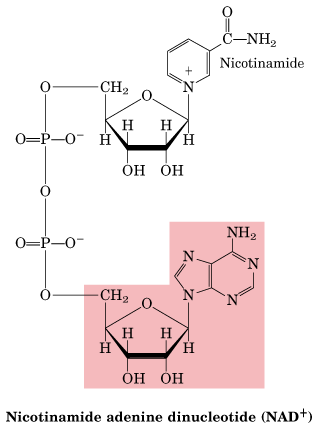 O
C—NH₂
Nicotinamide
+
N
O CH₂ O
H H H H
OH OH
O=P—O⁻
O
O=P—O⁻
O CH₂ O
NH₂
N N
N N
H H H H
OH OH
Nicotinamide adenine dinucleotide (NAD⁺)